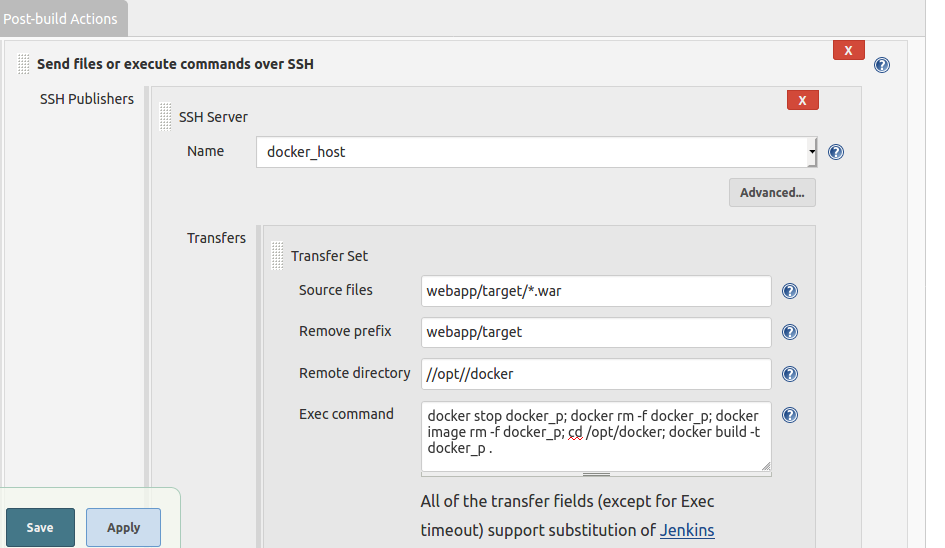 Post-build Actions
X
Send files or execute commands over SSH
?
SSH Publishers
X
SSH Server
Name
docker_host
?
Advanced...
Transfers
Transfer Set
Source files
webapp/target/*.war
?
Remove prefix
webapp/target
?
Remote directory
//opt//docker
?
Exec command
docker stop docker_p; docker rm -f docker_p; docker
image rm -f docker_p; cd /opt/docker; docker build -t
docker_p .
?
All of the transfer fields (except for Exec
timeout) support substitution of Jenkins
Save
Apply